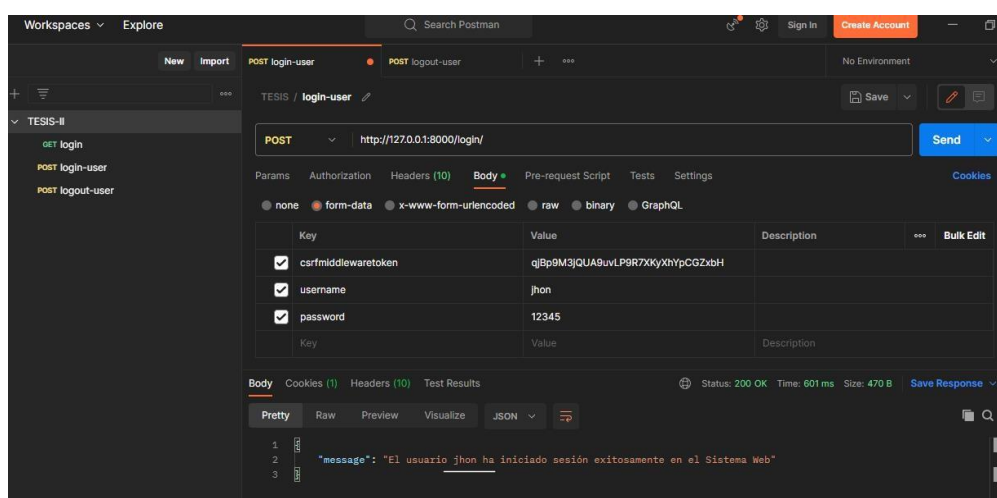 Workspaces Explore Search Postman Sign In Create Account
New Import POST login-user POST logout-user + ooo No Environment
+ ooo TESIS / login-user Save
TESIS-II
GET login
POST login-user
POST logout-user
POST http://127.0.0.1:8000/login/ Send
Params Authorization Headers (10) Body Pre-request Script Tests Settings Cookies
none form-data x-www-form-urlencoded raw binary GraphQL
Key Value Description ooo Bulk Edit
csrfmiddlewaretoken qjBp9M3jQUA9uvLP9R7XKyXhYpCGZxbH
username jhon
password 12345
Key Value Description
Body Cookies (1) Headers (10) Test Results Status: 200 OK Time: 601 ms Size: 470 B Save Response
Pretty Raw Preview Visualize JSON
1 {
2 "message": "El usuario jhon ha iniciado sesión exitosamente en el Sistema Web"
3 }